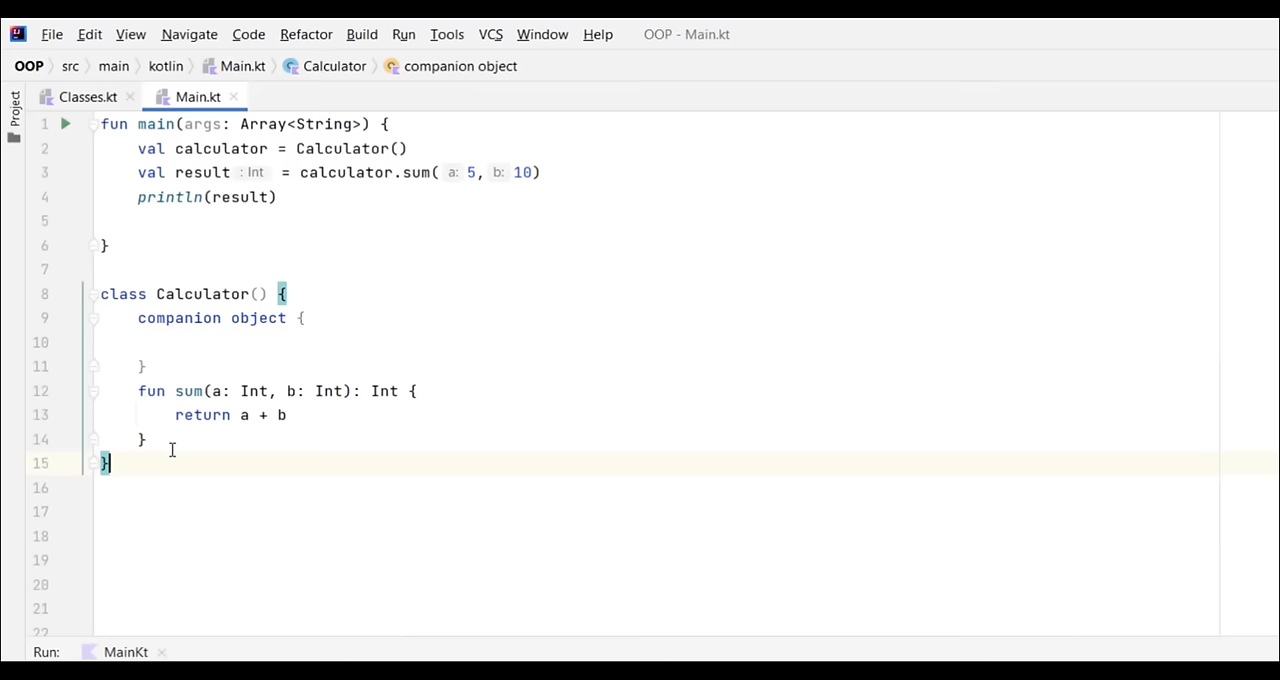 File Edit View Navigate Code Refactor Build Run Tools VCS Window Help OOP - Main.kt
OOP src main kotlin Main.kt Calculator companion object
Project
Classes.kt Main.kt
1 fun main(args: Array<String>) {
2 val calculator = Calculator()
3 val result : Int = calculator.sum( a: 5, b: 10)
4 println(result)
5
6 }
7
8 class Calculator() {
9 companion object {
10
11 }
12 fun sum(a: Int, b: Int): Int {
13 return a + b
14 }
15 }
16
17
18
19
20
21
22
Run: MainKt